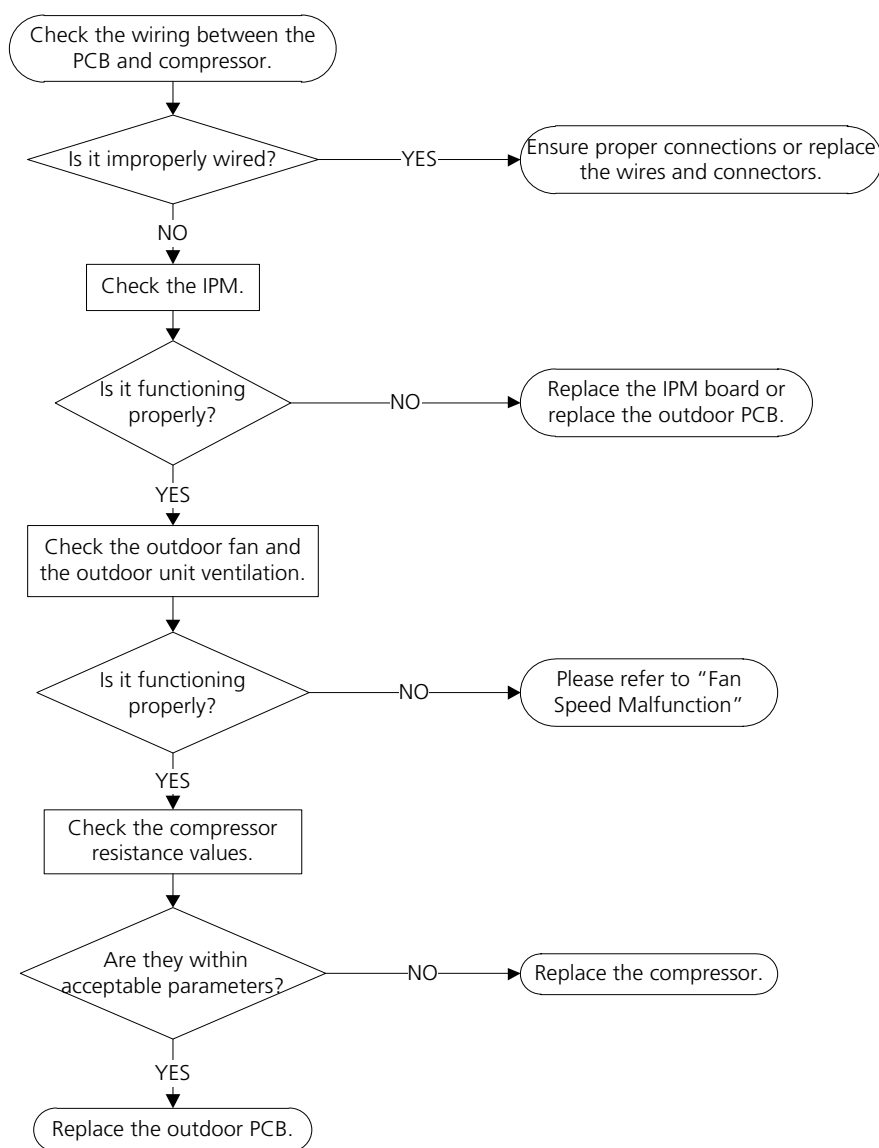 Check the wiring between the
PCB and compressor.
Is it improperly wired?
YES
Ensure proper connections or replace
the wires and connectors.
NO
Check the IPM.
Is it functioning
properly?
NO
Replace the IPM board or
replace the outdoor PCB.
YES
Check the outdoor fan and
the outdoor unit ventilation.
Is it functioning
properly?
NO
Please refer to “Fan
Speed Malfunction”
YES
Check the compressor
resistance values.
Are they within
acceptable parameters?
NO
Replace the compressor.
YES
Replace the outdoor PCB.